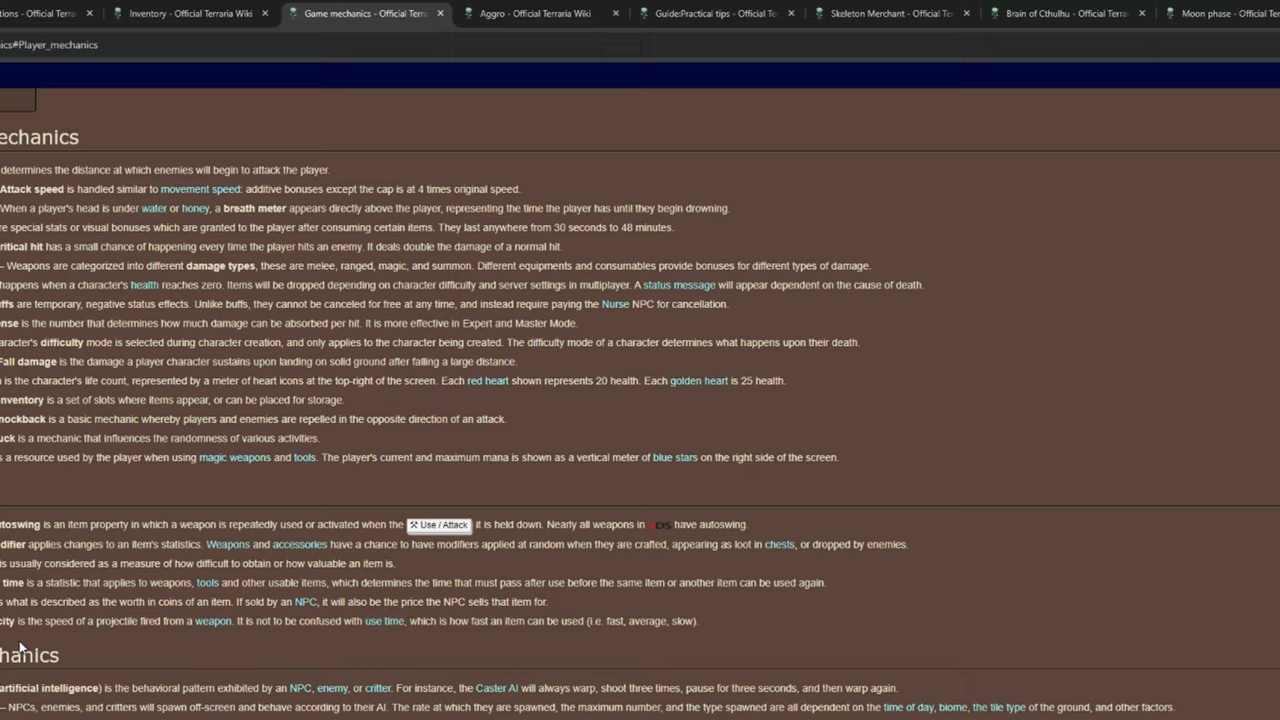 tions - Official Terra
Inventory - Official Terraria Wiki
Game mechanics - Official Terra
Aggro - Official Terraria Wiki
Guide:Practical tips - Official Terra
Skeleton Merchant - Official Te
Brain of Cthulhu - Official Terra
Moon phase - Official Ter
ics#Player_mechanics
echanics
determines the distance at which enemies will begin to attack the player.
Attack speed is handled similar to movement speed: additive bonuses except the cap is at 4 times original speed.
When a player's head is under water or honey, a breath meter appears directly above the player, representing the time the player has until they begin drowning.
re special stats or visual bonuses which are granted to the player after consuming certain items. They last anywhere from 30 seconds to 48 minutes.
ritical hit has a small chance of happening every time the player hits an enemy. It deals double the damage of a normal hit.
– Weapons are categorized into different damage types, these are melee, ranged, magic, and summon. Different equipments and consumables provide bonuses for different types of damage.
happens when a character's health reaches zero. Items will be dropped depending on character difficulty and server settings in multiplayer. A status message will appear dependent on the cause of death.
ffs are temporary, negative status effects. Unlike buffs, they cannot be canceled for free at any time, and instead require paying the Nurse NPC for cancellation.
ense is the number that determines how much damage can be absorbed per hit. It is more effective in Expert and Master Mode.
aracter's difficulty mode is selected during character creation, and only applies to the character being created. The difficulty mode of a character determines what happens upon their death.
Fall damage is the damage a player character sustains upon landing on solid ground after falling a large distance.
is the character's life count, represented by a meter of heart icons at the top-right of the screen. Each red heart shown represents 20 health. Each golden heart is 25 health.
nventory is a set of slots where items appear, or can be placed for storage.
nockback is a basic mechanic whereby players and enemies are repelled in the opposite direction of an attack.
uck is a mechanic that influences the randomness of various activities.
s a resource used by the player when using magic weapons and tools. The player's current and maximum mana is shown as a vertical meter of blue stars on the right side of the screen.
utoswing is an item property in which a weapon is repeatedly used or activated when the Use / Attack it is held down. Nearly all weapons in 3DS have autoswing.
difier applies changes to an item's statistics. Weapons and accessories have a chance to have modifiers applied at random when they are crafted, appearing as loot in chests, or dropped by enemies.
is usually considered as a measure of how difficult to obtain or how valuable an item is.
time is a statistic that applies to weapons, tools and other usable items, which determines the time that must pass after use before the same item or another item can be used again.
s what is described as the worth in coins of an item. If sold by an NPC, it will also be the price the NPC sells that item for.
city is the speed of a projectile fired from a weapon. It is not to be confused with use time, which is how fast an item can be used (i.e. fast, average, slow).
hanics
artificial intelligence) is the behavioral pattern exhibited by an NPC, enemy, or critter. For instance, the Caster AI will always warp, shoot three times, pause for three seconds, and then warp again.
– NPCs, enemies, and critters will spawn off-screen and behave according to their AI. The rate at which they are spawned, the maximum number, and the type spawned are all dependent on the time of day, biome, the tile type of the ground, and other factors.